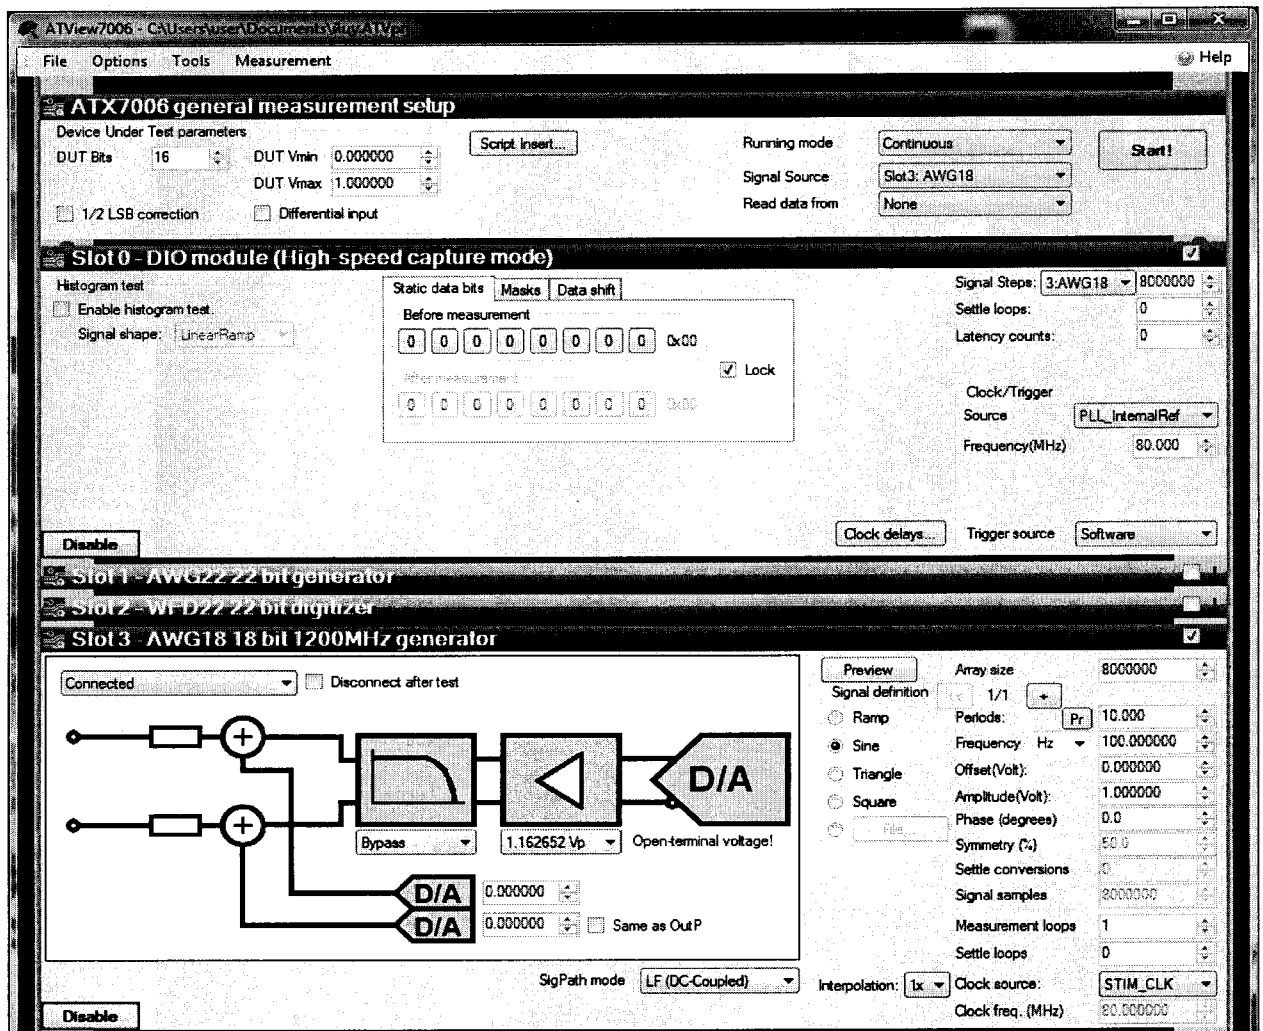 ATView7006 - C:\Users\user\Documents\
File Options Tools Measurement Help
ATX7006 general measurement setup
Device Under Test parameters
DUT Bits 16 DUT Vmin 0.000000 Script Insert... Running mode Continuous Start!
DUT Vmax 1.000000 Signal Source Slot3: AWG18
1/2 LSB correction Differential input Read data from None
Slot 0 - DIO module (High-speed capture mode)
Histogram test Static data bits Masks Data shift Signal Steps: 3:AWG18 8000000
Enable histogram test. Before measurement Settle loops: 0
Signal shape: LinearRamp 0 0 0 0 0 0 0 0 0x00 Latency counts: 0
After measurement Lock
0 0 0 0 0 0 0 0 0x00 Clock/Trigger
Source PLL_InternalRef
Frequency(MHz) 80.000
Disable Clock delays... Trigger source Software
Slot 1 - AWG22 22 bit generator
Slot 2 - WFD22 22 bit digitizer
Slot 3 - AWG18 18 bit 1200MHz generator
Connected Disconnect after test Preview Array size 8000000
Signal definition << 1/1 +
Ramp Periods: Pr 10.000
Sine Frequency Hz 100.000000
D/A Triangle Offset(Volt): 0.000000
Square Amplitude(Volt): 1.000000
File... Phase (degrees) 0.0
Bypass 1.162652 Vp Open-terminal voltage! Symmetry (%) 50.0
Settle conversions 0
D/A 0.000000 Signal samples 8000000
D/A 0.000000 Same as OutP Measurement loops 1
Settle loops 0
SigPath mode LF (DC-Coupled) Interpolation: 1x Clock source: STIM_CLK
Disable Clock freq. (MHz) 20.000000